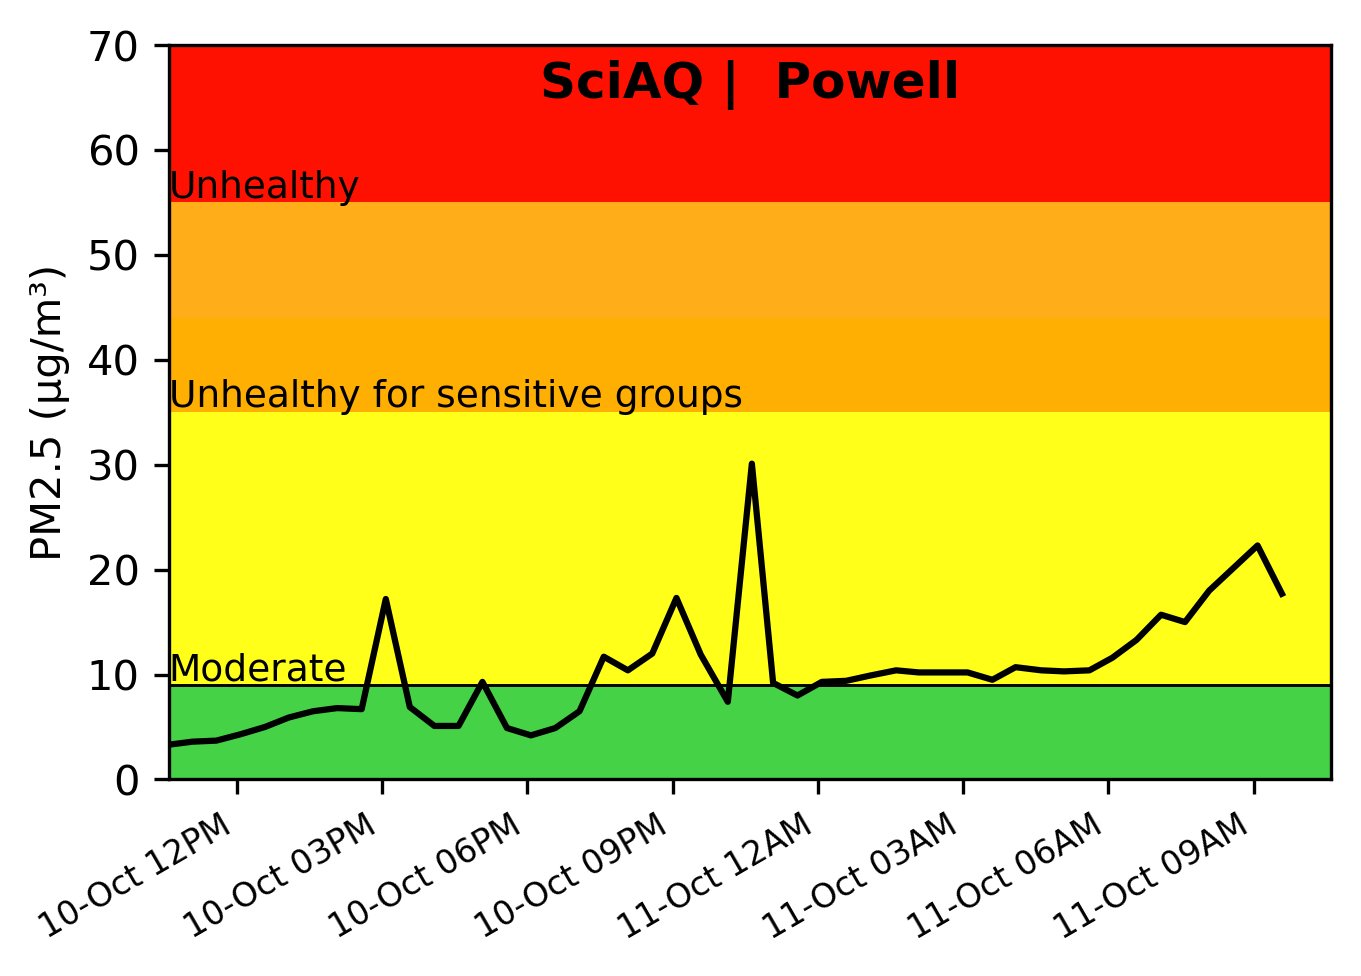 SciAQ |  Powell
PM2.5 (µg/m³)
70
60
50
40
30
20
10
0
Unhealthy
Unhealthy for sensitive groups
Moderate
10-Oct 12PM
10-Oct 03PM
10-Oct 06PM
10-Oct 09PM
11-Oct 12AM
11-Oct 03AM
11-Oct 06AM
11-Oct 09AM